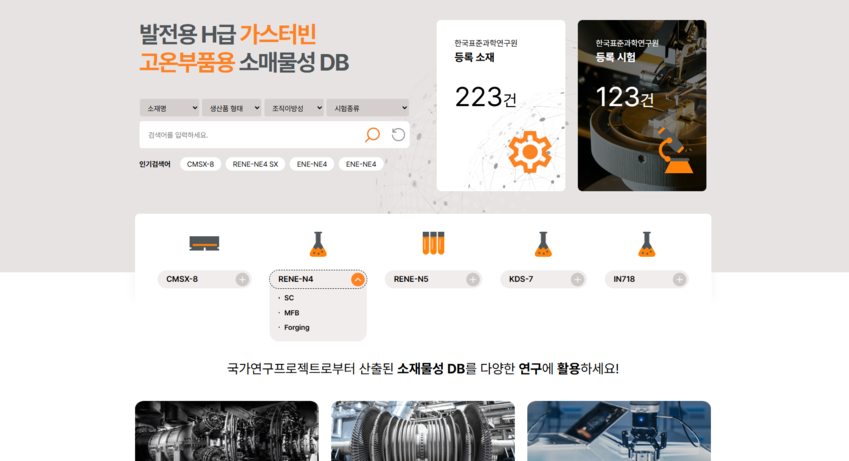 발전용 H급 가스터빈
고온부품용 소매물성 DB
한국표준과학연구원
등록 소재
223건
한국표준과학연구원
등록 시험
123건
소재명
생산품 형태
조직이방성
시험종류
검색어를 입력하세요.
인기검색어
CMSX-8
RENE-NE4 SX
ENE-NE4
ENE-NE4
CMSX-8
RENE-N4
RENE-N5
KDS-7
IN718
· SC
· MFB
· Forging
국가연구프로젝트로부터 산출된 소재물성 DB를 다양한 연구에 활용하세요!